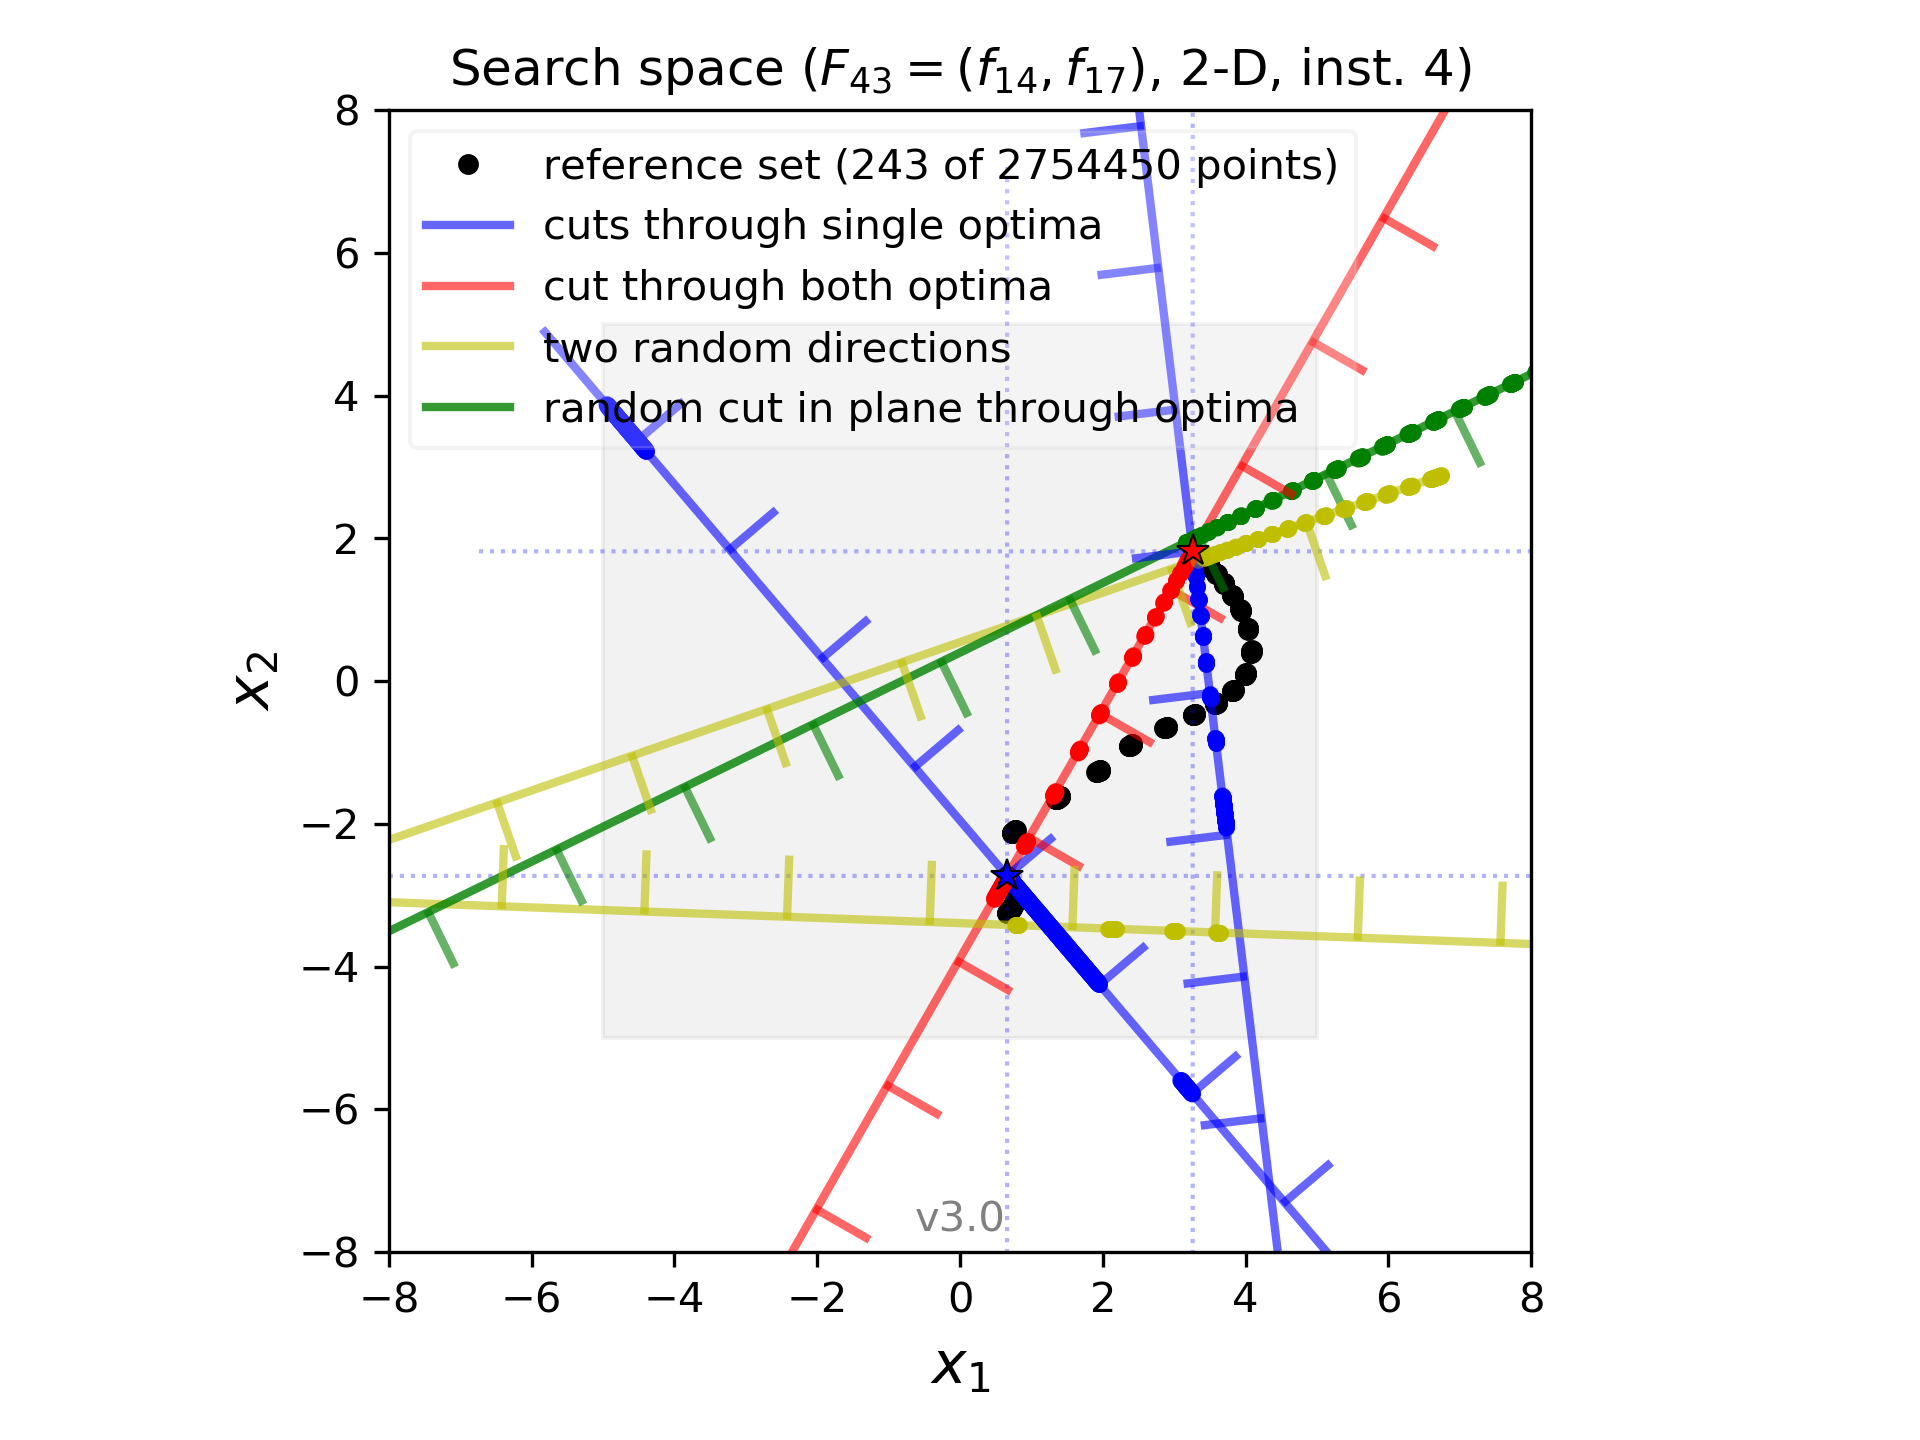 Search space (F43 = (f14, f17), 2-D, inst. 4)
reference set (243 of 2754450 points)
cuts through single optima
cut through both optima
two random directions
random cut in plane through optima
8
6
4
2
0
−2
−4
−6
−8
x2
v3.0
−8 −6 −4 −2 0 2 4 6 8
x1